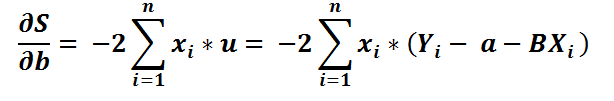 ∂S/∂b = −2 ∑_{i=1}^{n} x_i * u = −2 ∑_{i=1}^{n} x_i * (Y_i − a − BX_i)